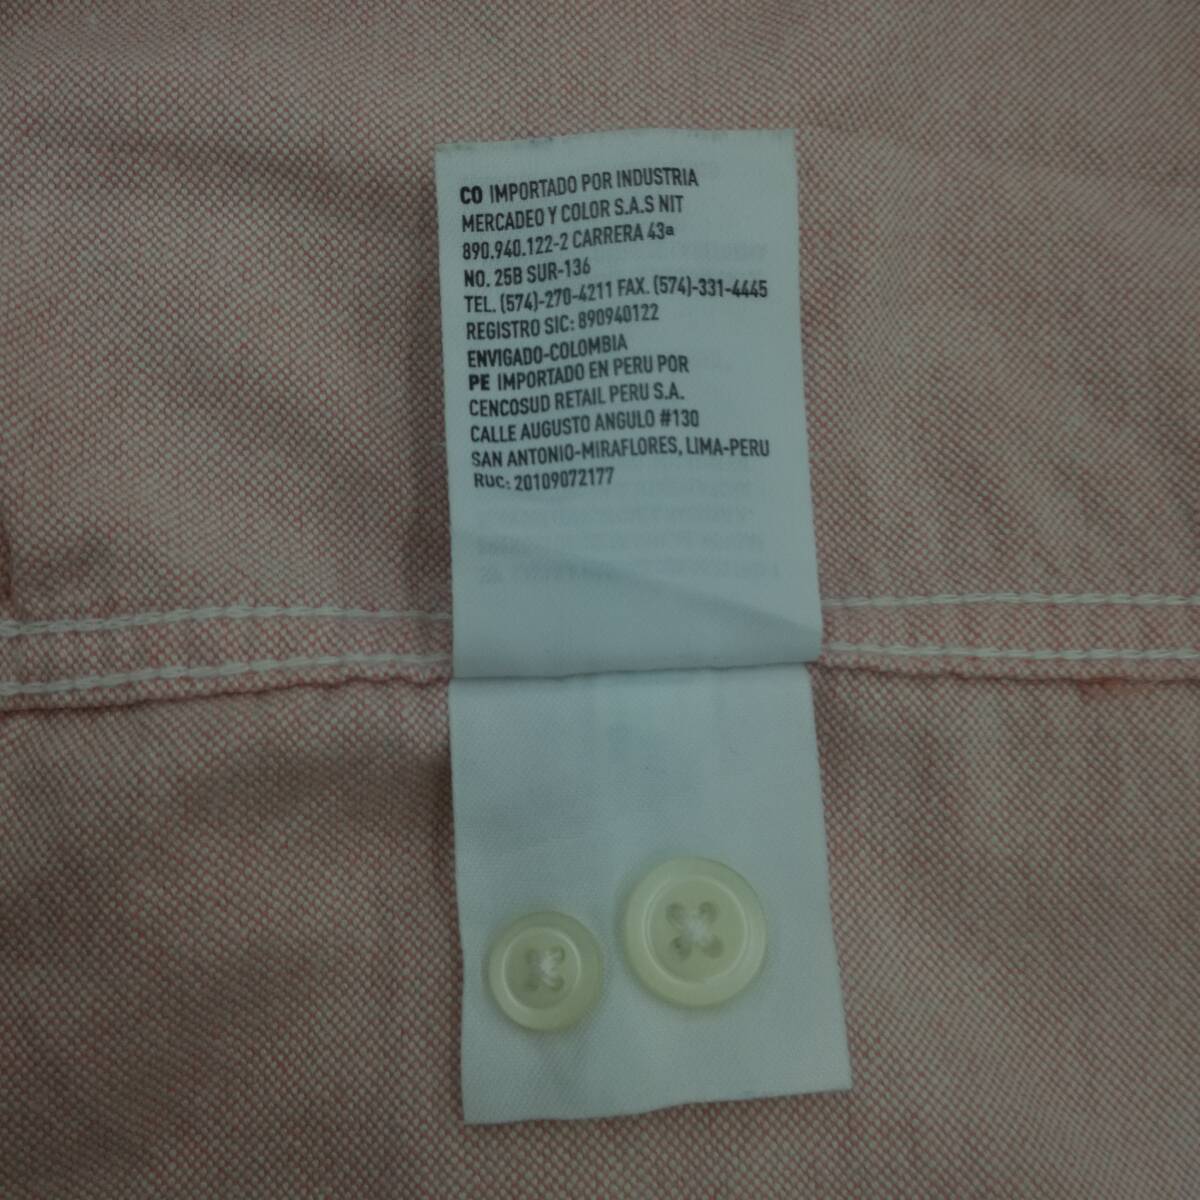 CO IMPORTADO POR INDUSTRIA
MERCADEO Y COLOR S.A.S NIT
890.940.122-2 CARRERA 43ª
NO. 25B SUR-136
TEL. (574)-270-4211 FAX. (574)-331-4445
REGISTRO SIC: 890940122
ENVIGADO-COLOMBIA
PE IMPORTADO EN PERU POR
CENCOSUD RETAIL PERU S.A.
CALLE AUGUSTO ANGULO #130
SAN ANTONIO-MIRAFLORES, LIMA-PERU
RUC: 20109072177